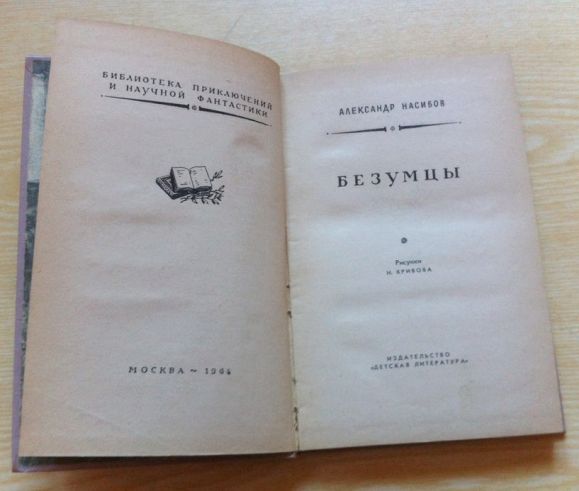 БИБЛИОТЕКА ПРИКЛЮЧЕНИЙ
И НАУЧНОЙ ФАНТАСТИКИ
МОСКВА ~ 1964
АЛЕКСАНДР НАСИБОВ
БЕЗУМЦЫ
Рисунки
Н. КРИВОВА
ИЗДАТЕЛЬСТВО
«ДЕТСКАЯ ЛИТЕРАТУРА»